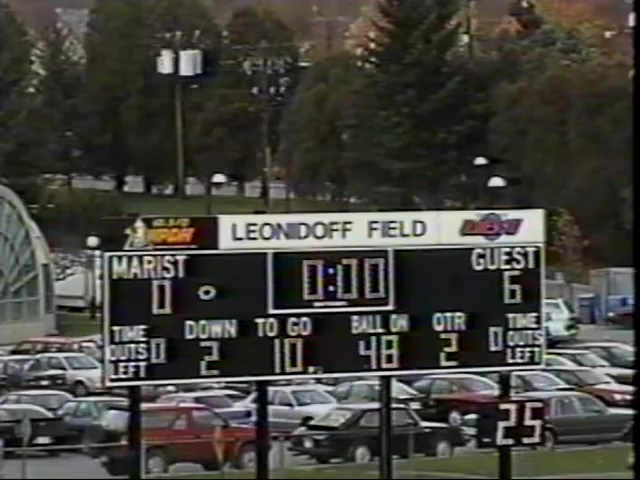 LEONIDOFF FIELD
MARIST 0:00 GUEST
0 6
TIME OUTS LEFT 0 DOWN 2 TO GO 10 BALL ON 48 QTR 2 0 TIME OUTS LEFT
25